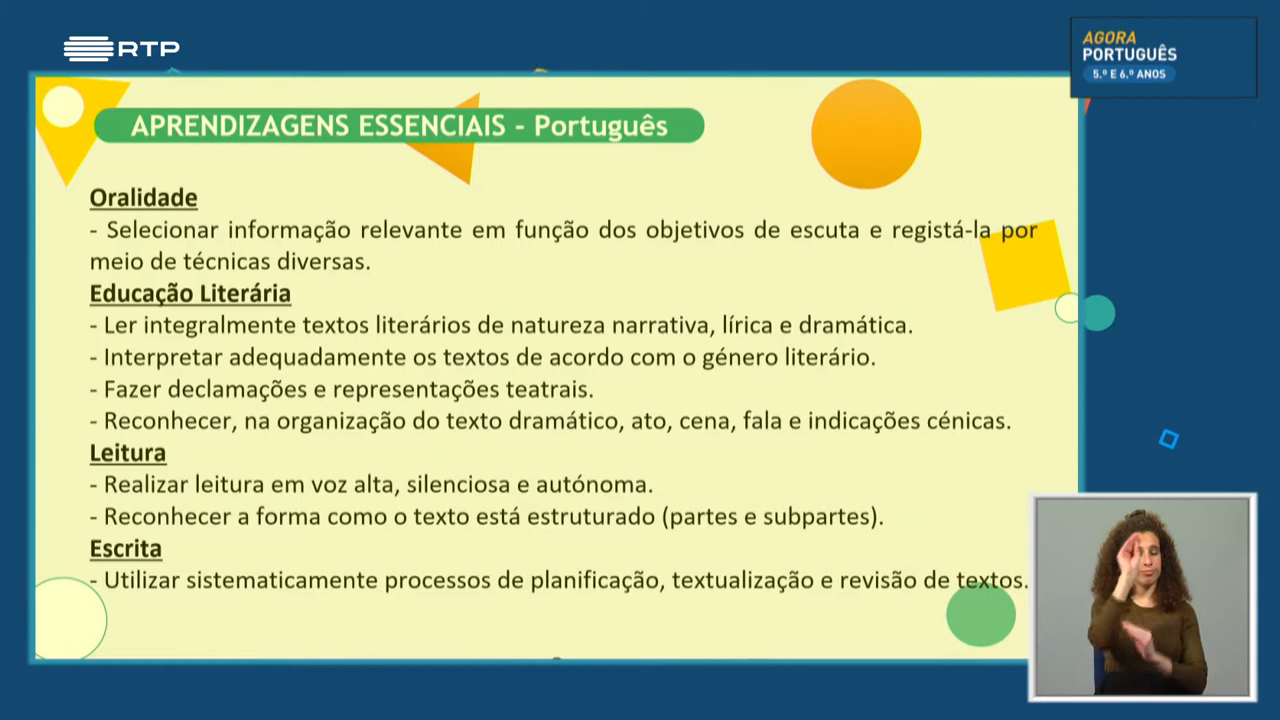 RTP
AGORA
PORTUGUÊS
5.º E 6.º ANOS
APRENDIZAGENS ESSENCIAIS - Português
Oralidade
- Selecionar informação relevante em função dos objetivos de escuta e registá-la por
meio de técnicas diversas.
Educação Literária
- Ler integralmente textos literários de natureza narrativa, lírica e dramática.
- Interpretar adequadamente os textos de acordo com o género literário.
- Fazer declamações e representações teatrais.
- Reconhecer, na organização do texto dramático, ato, cena, fala e indicações cénicas.
Leitura
- Realizar leitura em voz alta, silenciosa e autónoma.
- Reconhecer a forma como o texto está estruturado (partes e subpartes).
Escrita
- Utilizar sistematicamente processos de planificação, textualização e revisão de textos.